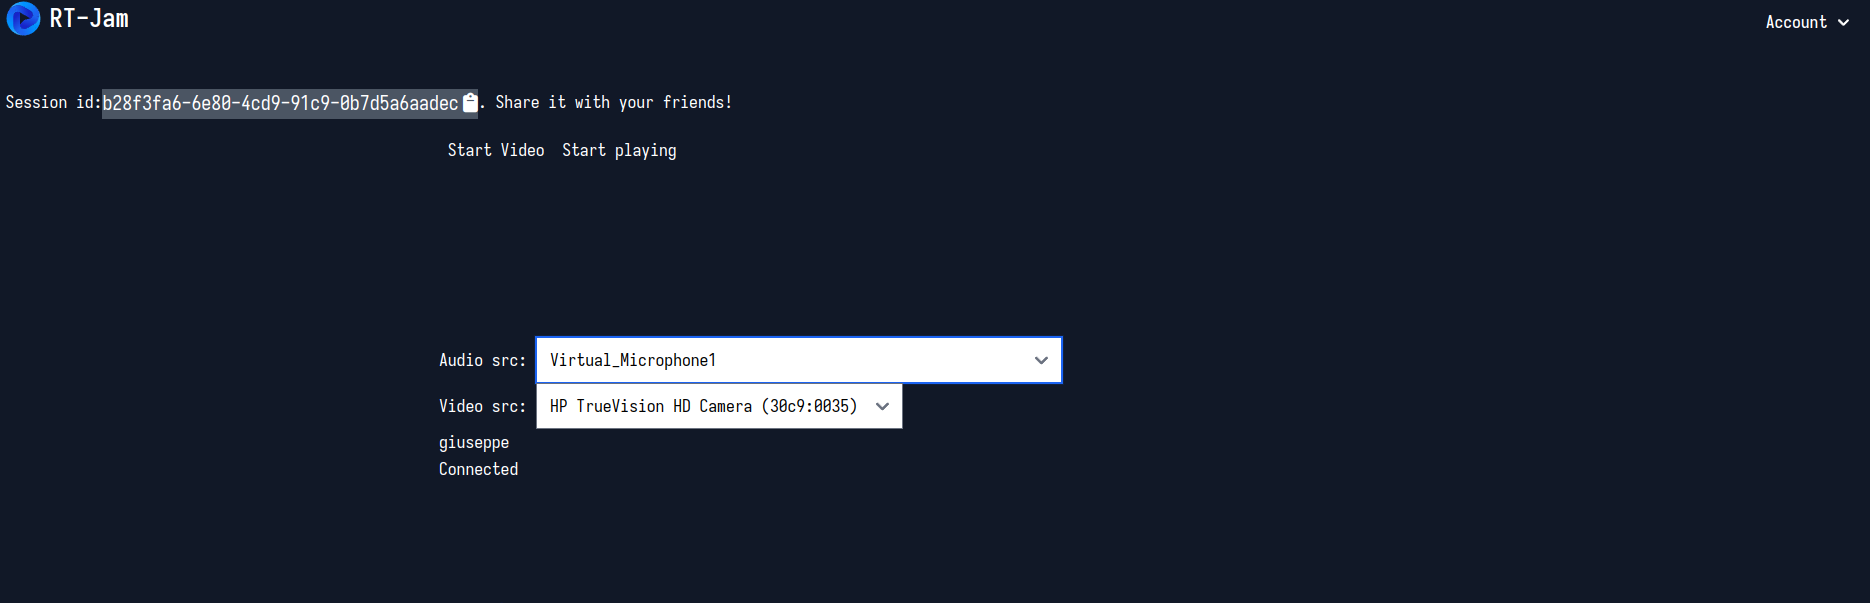 RT-Jam
Account
Session id:b28f3fa6-6e80-4cd9-91c9-0b7d5a6aadec. Share it with your friends!
Start Video Start playing
Audio src: Virtual_Microphone1
Video src: HP TrueVision HD Camera (30c9:0035)
giuseppe
Connected